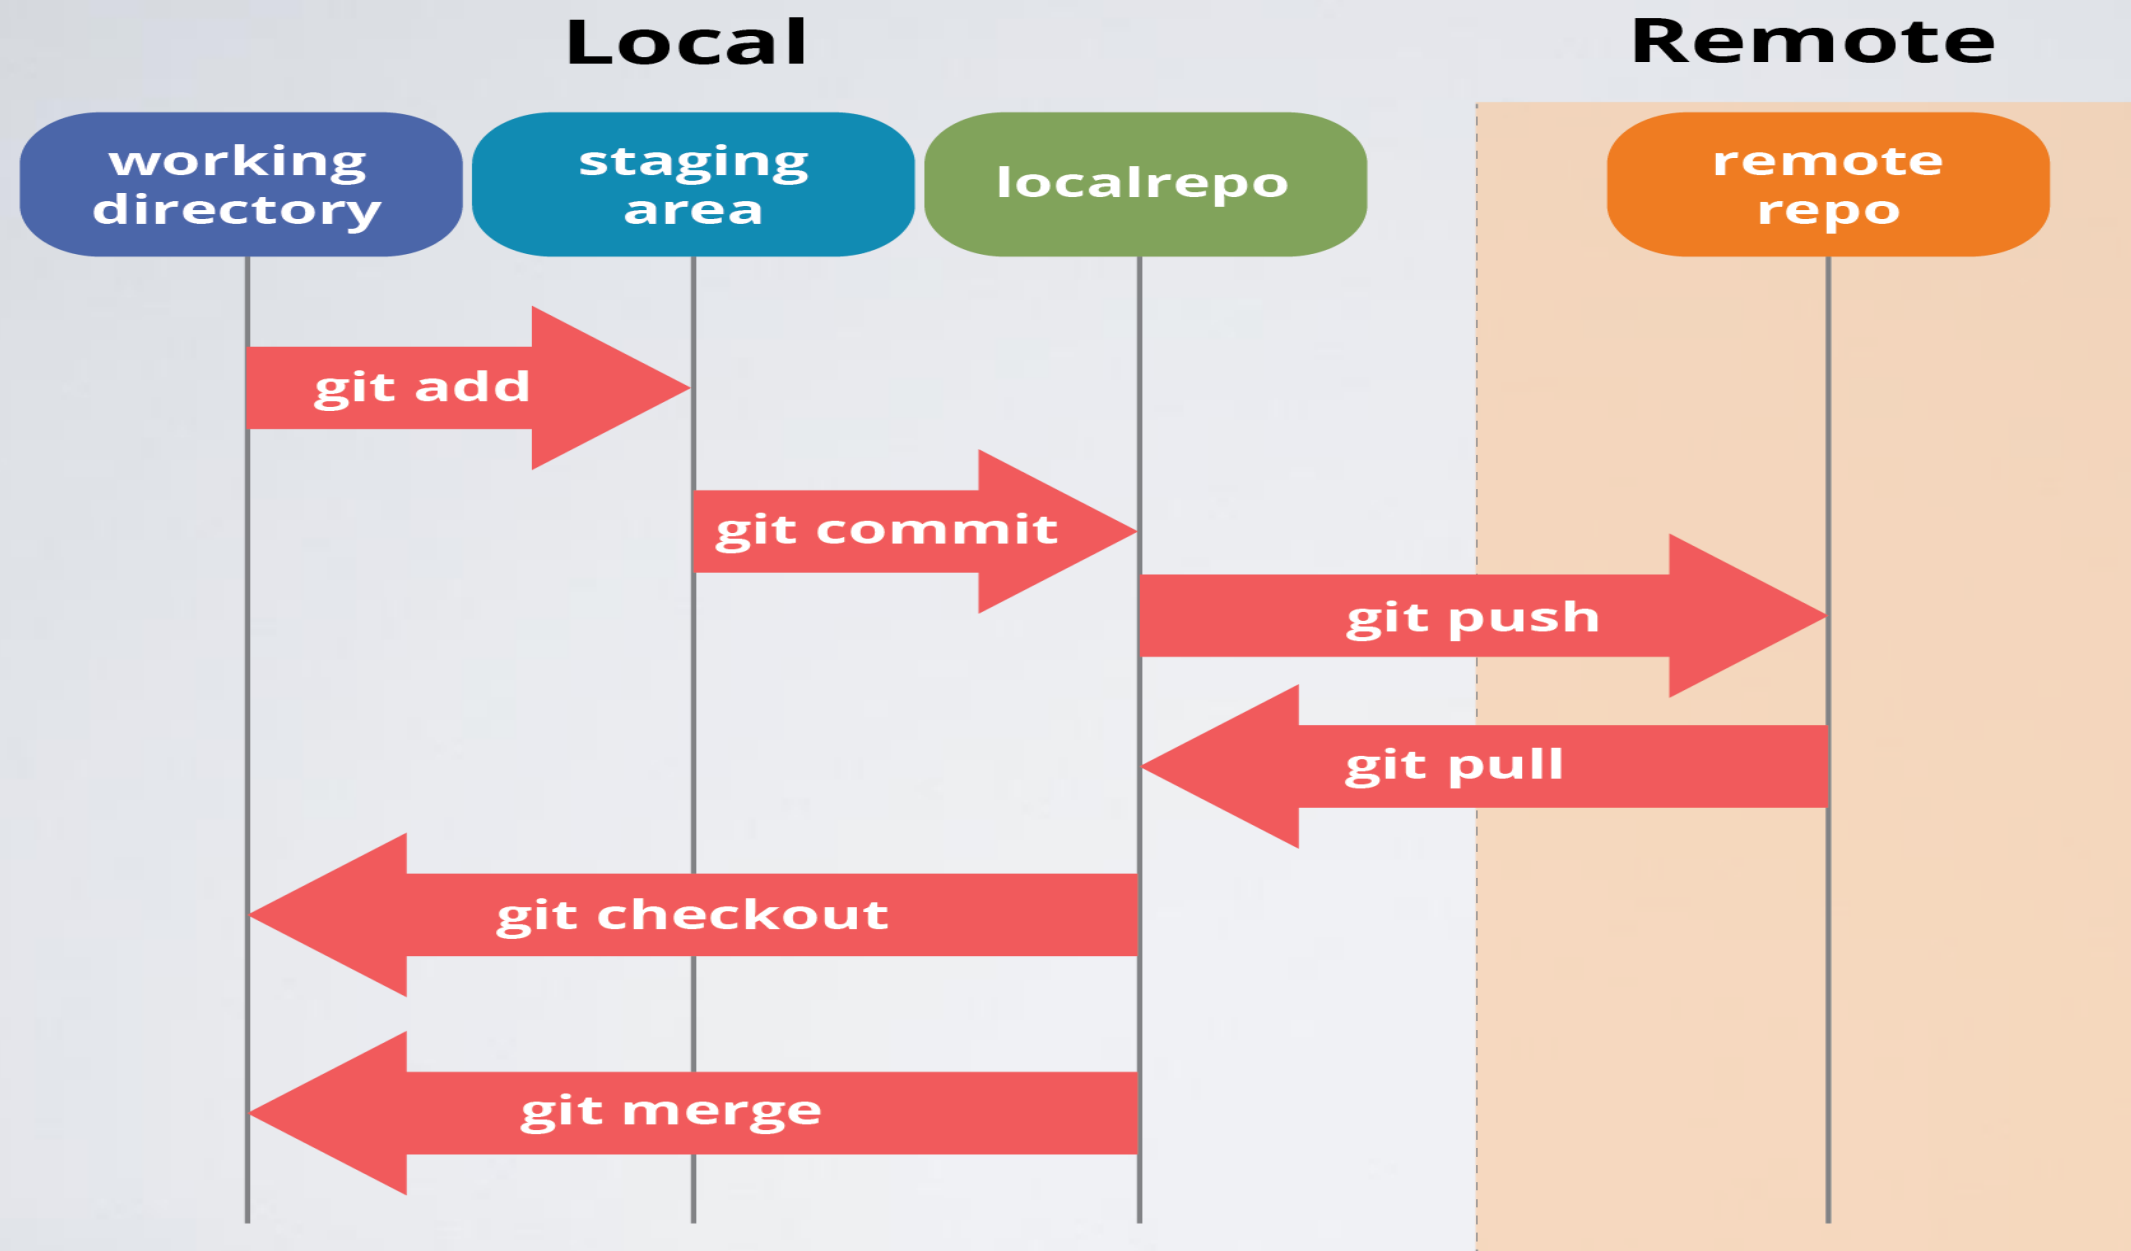 Local
Remote
working
directory
staging
area
localrepo
remote
repo
git add
git commit
git push
git pull
git checkout
git merge